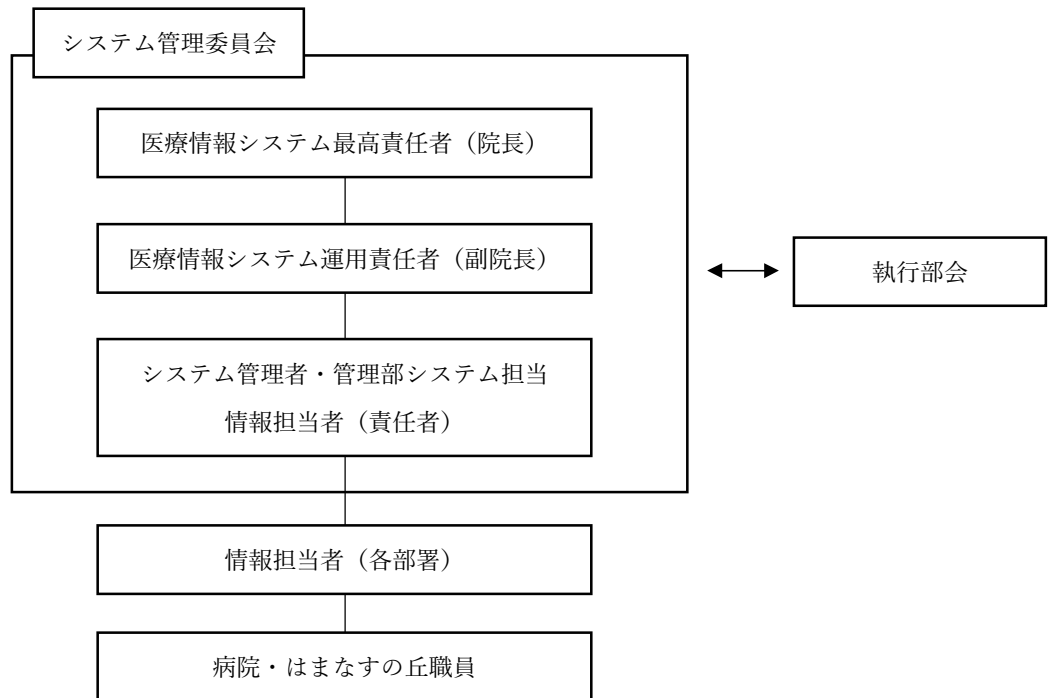 システム管理委員会
医療情報システム最高責任者（院長）
医療情報システム運用責任者（副院長）
執行部会
システム管理者・管理部システム担当
情報担当者（責任者）
情報担当者（各部署）
病院・はまなすの丘職員